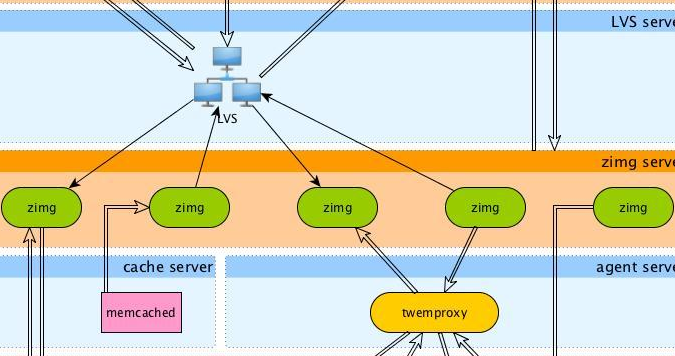 LVS serve
LVS
zimg serve
zimg
zimg
zimg
zimg
zimg
cache server
agent serve
memcached
twemproxy